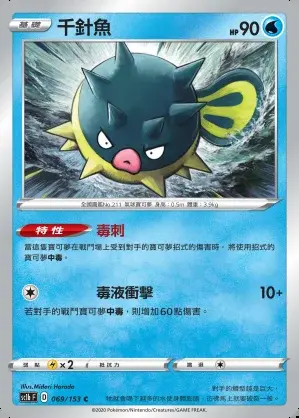 基礎 千針魚 HP90
全國圖鑑No.211 氣球寶可夢 身高:0.5m 體重:3.9kg
特性 毒刺
當這隻寶可夢在戰鬥場上受到對手的寶可夢招式的傷害時,將使用招式的寶可夢中毒。
毒液衝擊 10+
若對手的戰鬥寶可夢中毒,則增加60點傷害。
弱點 ×2 抵抗力 撤退
Illus.Midori Harada
sc1b F D 069/153 C
©2020 Pokémon/Nintendo/Creatures/GAME FREAK.